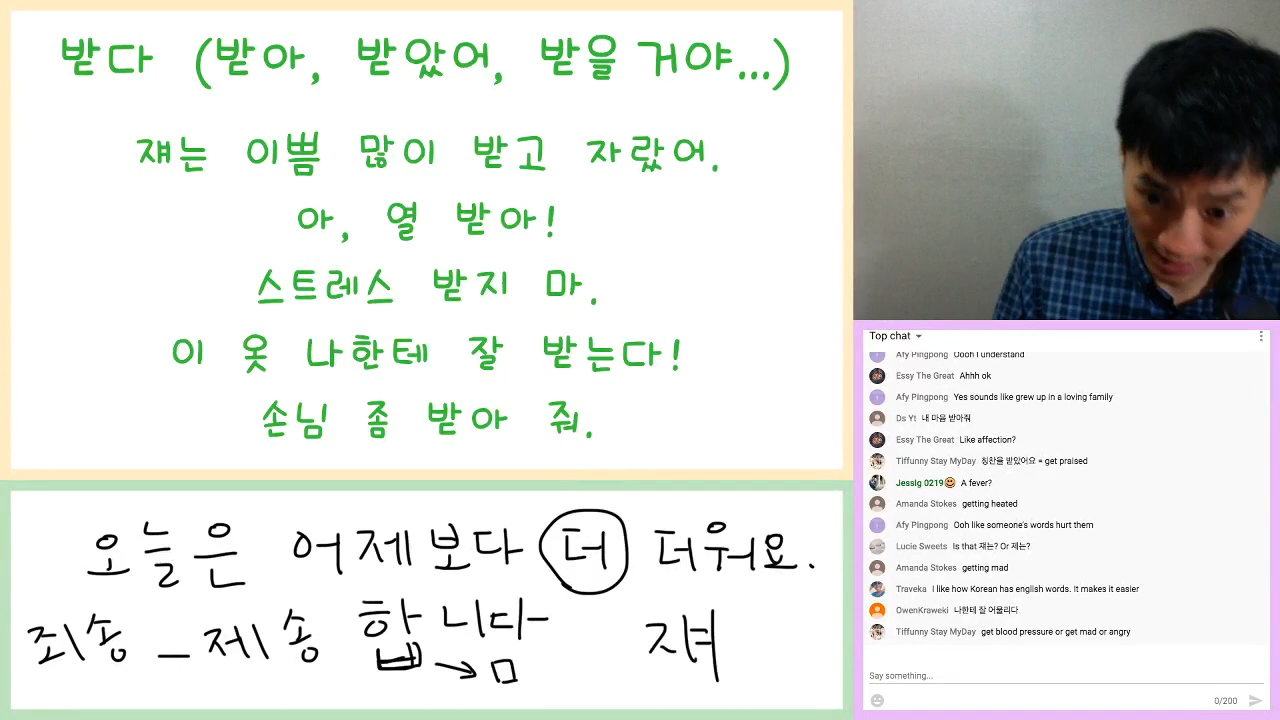 받다 (받아, 받았어, 받을 거야...)
쟤는 이쁨 많이 받고 자랐어.
아, 열 받아!
스트레스 받지 마.
이 옷 나한테 잘 받는다!
손님 좀 받아 줘.
오늘은 어제보다 더 더워요.
죄송 _ 제송 합니다 → ㅁ 쟈ㅔ
Top chat
Afy Pingpong Oooh I understand
Essy The Great Ahhh ok
Afy Pingpong Yes sounds like grew up in a loving family
Ds Yt 내 마음 받아줘
Essy The Great Like affection?
Tiffunny Stay MyDay 칭찬을 받았어요 = get praised
Jessig 0219😃 A fever?
Amanda Stokes getting heated
Afy Pingpong Ooh like someone's words hurt them
Lucie Sweets Is that 재는? Or 제는?
Amanda Stokes getting mad
Traveka I like how Korean has english words. It makes it easier
OwenKraweki 나한테 잘 어울리다
Tiffunny Stay MyDay get blood pressure or get mad or angry
Say something...
0/200